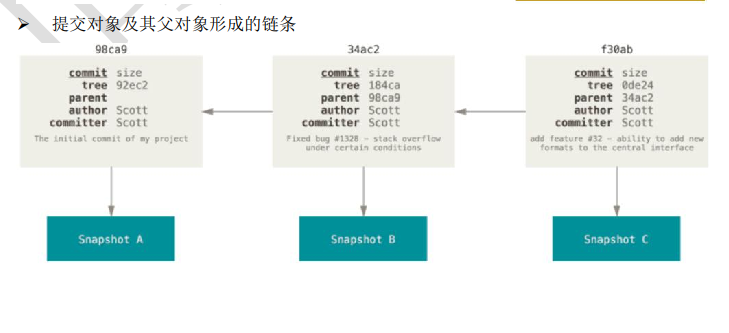 ➢ 提交对象及其父对象形成的链条
98ca9
commit size
tree 92ec2
parent
author Scott
committer Scott
The initial commit of my project
Snapshot A
34ac2
commit size
tree 184ca
parent 98ca9
author Scott
committer Scott
Fixed bug #1328 - stack overflow
under certain conditions
Snapshot B
f30ab
commit size
tree 0de24
parent 34ac2
author Scott
committer Scott
add feature #32 - ability to add new
formats to the central interface
Snapshot C